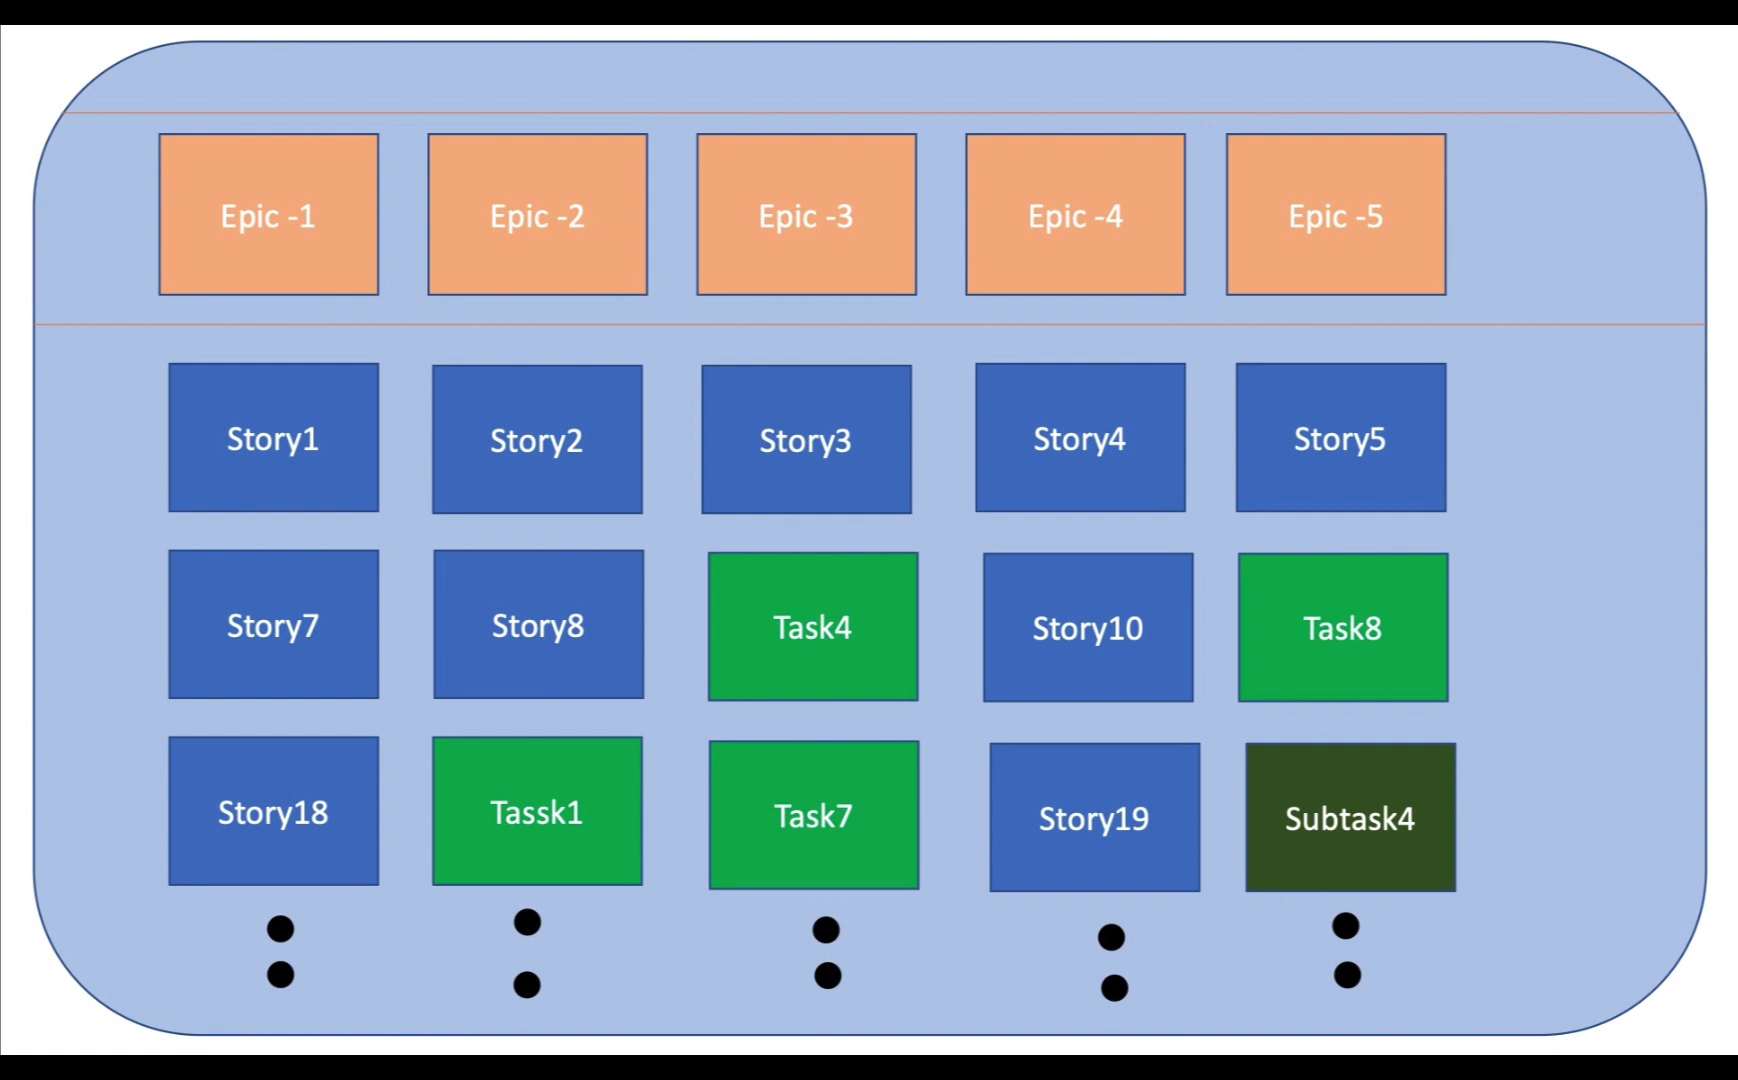 Epic -1
Epic -2
Epic -3
Epic -4
Epic -5
Story1
Story2
Story3
Story4
Story5
Story7
Story8
Task4
Story10
Task8
Story18
Tassk1
Task7
Story19
Subtask4